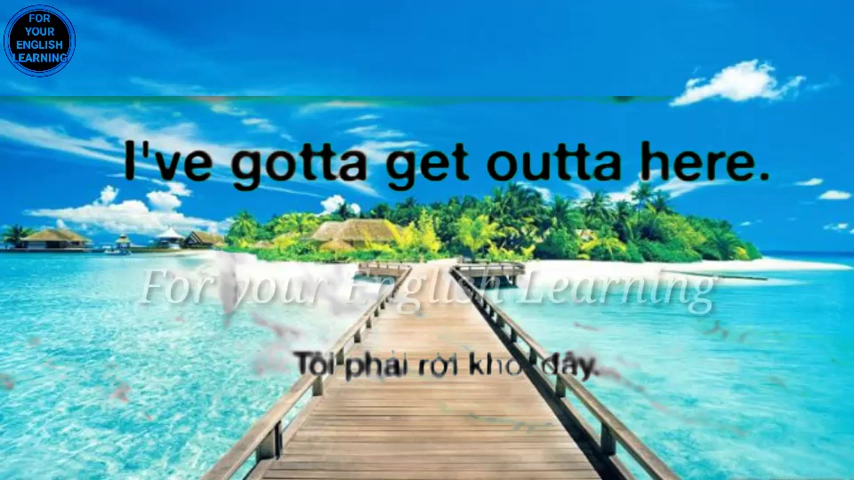 FOR
YOUR
ENGLISH
LEARNING
I've gotta get outta here.
For your English Learning
Tôi phải rời khỏi đây.